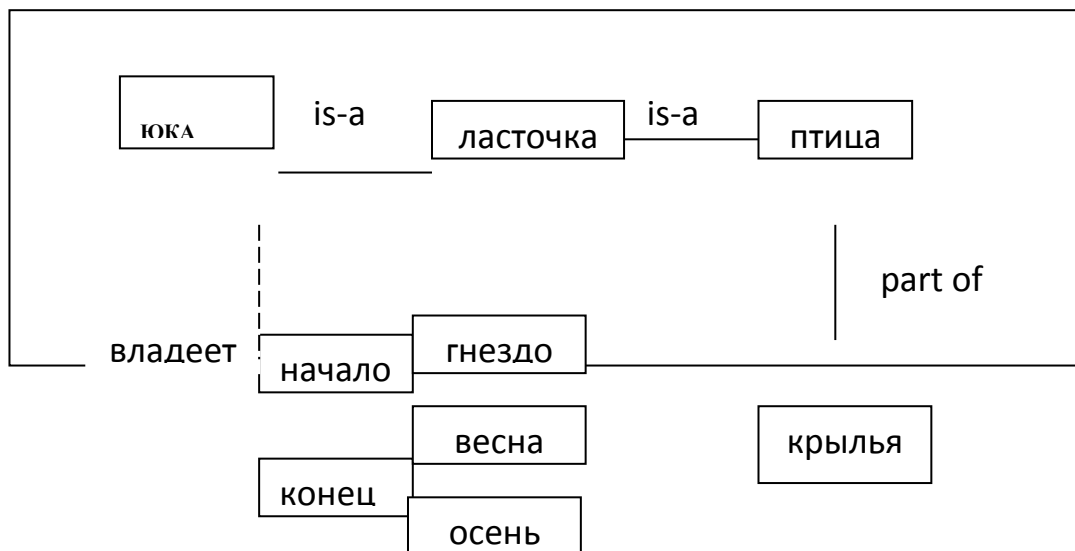 ЮКА
is-a
ласточка
is-a
птица
part of
владеет
начало
гнездо
весна
крылья
конец
осень